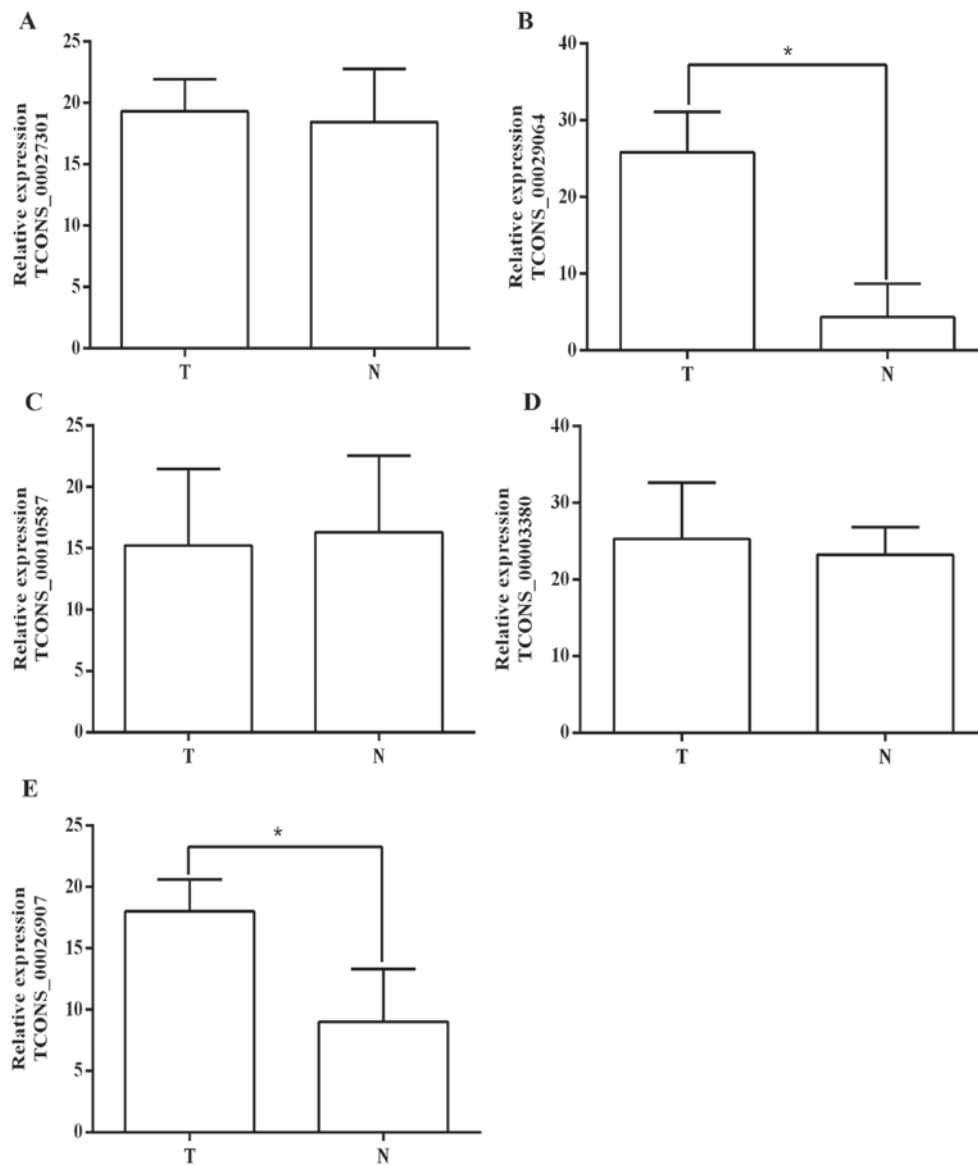 A
Relative expression
TCONS_00027301
25
20
15
10
5
0
T N
B
Relative expression
TCONS_00029064
40
30
20
10
0
*
T N
C
Relative expression
TCONS_00010587
25
20
15
10
5
0
T N
D
Relative expression
TCONS_00003380
40
30
20
10
0
T N
E
Relative expression
TCONS_00026907
25
20
15
10
5
0
*
T N